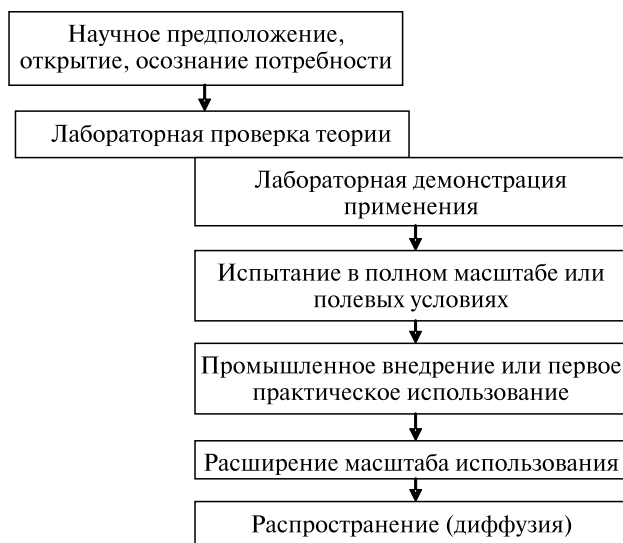 Научное предположение,
открытие, осознание потребности
Лабораторная проверка теории
Лабораторная демонстрация
применения
Испытание в полном масштабе или
полевых условиях
Промышленное внедрение или первое
практическое использование
Расширение масштаба использования
Распространение (диффузия)